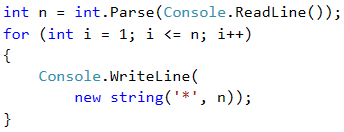 int n = int.Parse(Console.ReadLine());
for (int i = 1; i <= n; i++)
{
    Console.WriteLine(
        new string('*', n));
}